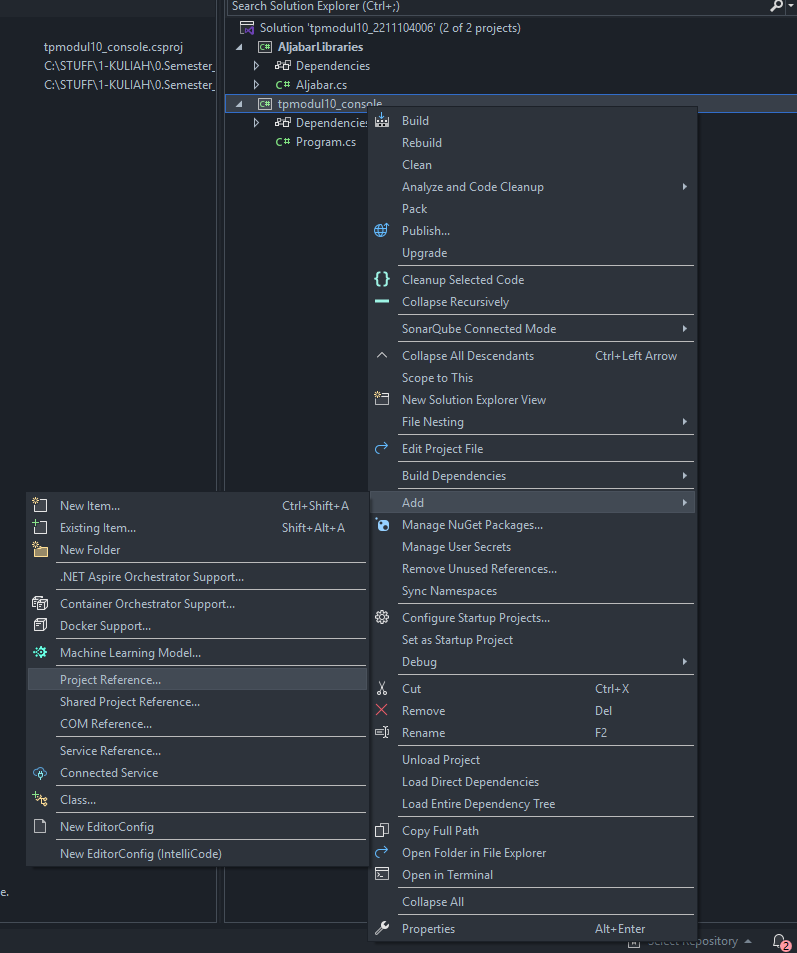 Search Solution Explorer (Ctrl+;)
Solution 'tpmodul10_2211104006' (2 of 2 projects)
AljabarLibraries
Dependencies
Aljabar.cs
tpmodul10_console
Dependencies
Program.cs
tpmodul10_console.csproj
C:\STUFF\1-KULIAH\0.Semester_
C:\STUFF\1-KULIAH\0.Semester_
Build
Rebuild
Clean
Analyze and Code Cleanup
Pack
Publish...
Upgrade
Cleanup Selected Code
Collapse Recursively
SonarQube Connected Mode
Collapse All Descendants Ctrl+Left Arrow
Scope to This
New Solution Explorer View
File Nesting
Edit Project File
Build Dependencies
Add
Manage NuGet Packages...
Manage User Secrets
Remove Unused References...
Sync Namespaces
Configure Startup Projects...
Set as Startup Project
Debug
Cut Ctrl+X
Remove Del
Rename F2
Unload Project
Load Direct Dependencies
Load Entire Dependency Tree
Copy Full Path
Open Folder in File Explorer
Open in Terminal
Collapse All
Properties Alt+Enter
New Item... Ctrl+Shift+A
Existing Item... Shift+Alt+A
New Folder
.NET Aspire Orchestrator Support...
Container Orchestrator Support...
Docker Support...
Machine Learning Model...
Project Reference...
Shared Project Reference...
COM Reference...
Service Reference...
Connected Service
Class...
New EditorConfig
New EditorConfig (IntelliCode)
e.
Select Repository
2